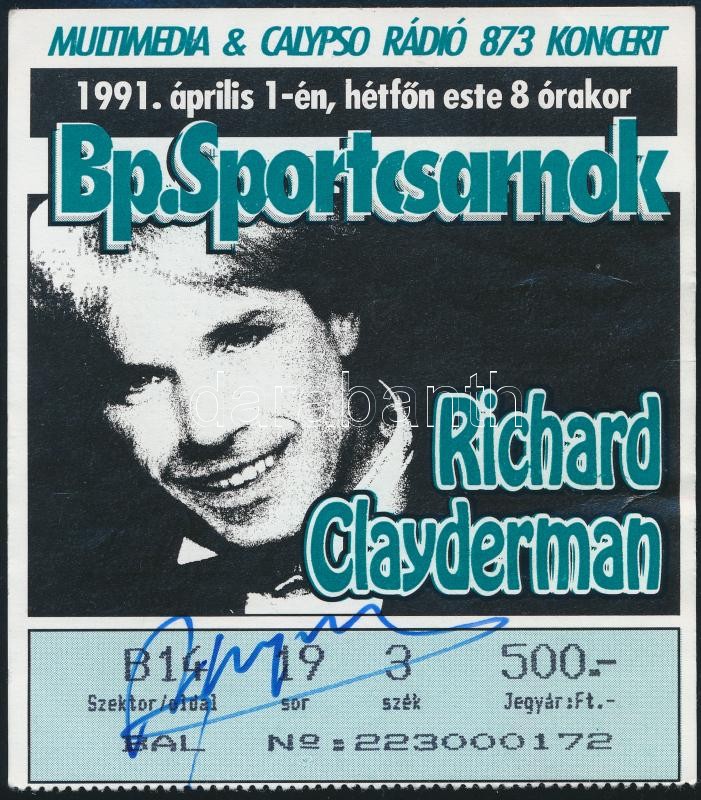 MULTIMEDIA & CALYPSO RÁDIÓ 873 KONCERT
1991. április 1-én, hétfőn este 8 órakor
Bp.Sportcsarnok
darabanth
Richard
Clayderman
B14 19 3 500.-
Szektor/oldal sor szék Jegyár:Ft.-
BAL Nº:223000172